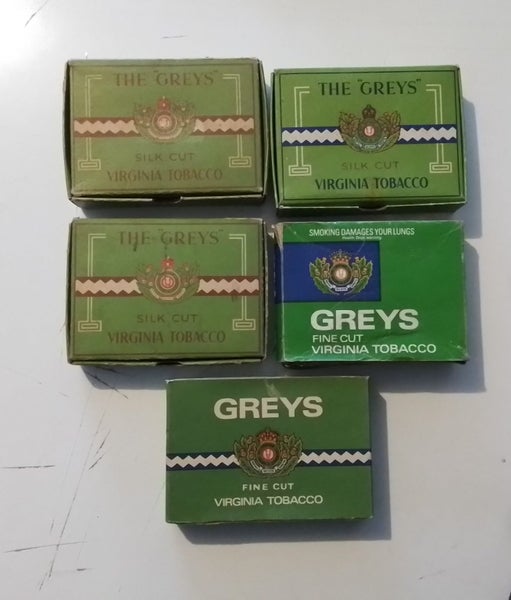 THE "GREYS"
SILK CUT
VIRGINIA TOBACCO
THE "GREYS"
SILK CUT
VIRGINIA TOBACCO
THE "GREYS"
SILK CUT
VIRGINIA TOBACCO
SMOKING DAMAGES YOUR LUNGS
GREYS
FINE CUT
VIRGINIA TOBACCO
GREYS
FINE CUT
VIRGINIA TOBACCO